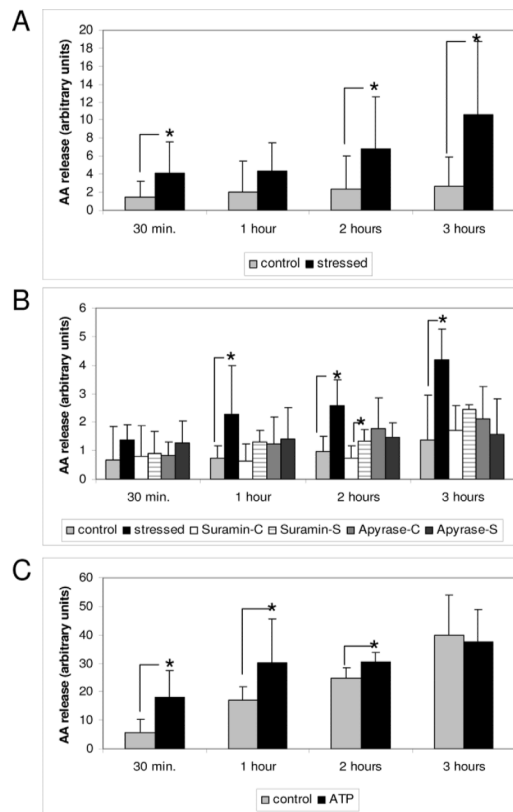 A
AA release (arbitrary units)
20
18
16
14
12
10
8
6
4
2
0
* * *
30 min. 1 hour 2 hours 3 hours
control stressed
B
AA release (arbitrary units)
6
5
4
3
2
1
0
* * * *
30 min. 1 hour 2 hours 3 hours
control stressed Suramin-C Suramin-S Apyrase-C Apyrase-S
C
AA release (arbitrary units)
60
50
40
30
20
10
0
* * *
30 min. 1 hour 2 hours 3 hours
control ATP